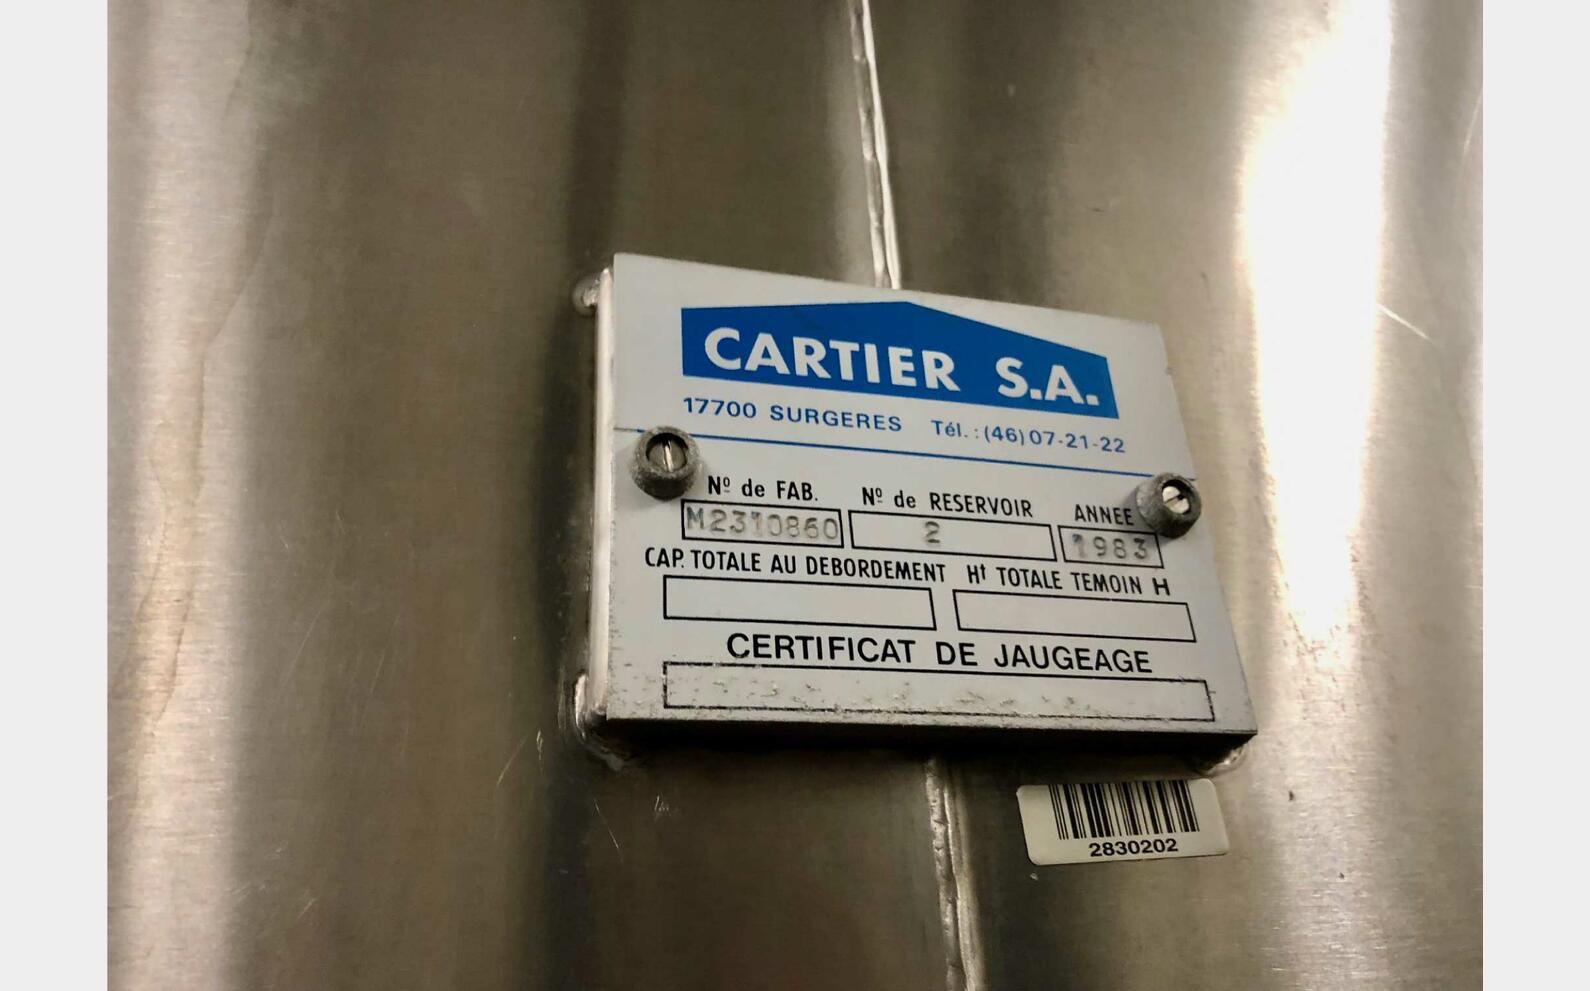 CARTIER S.A.
17700 SURGERES Tél. : (46) 07-21-22
Nº de FAB. Nº de RESERVOIR ANNEE
M2310860 2 1983
CAP. TOTALE AU DEBORDEMENT Ht TOTALE TEMOIN H
CERTIFICAT DE JAUGEAGE
2830202